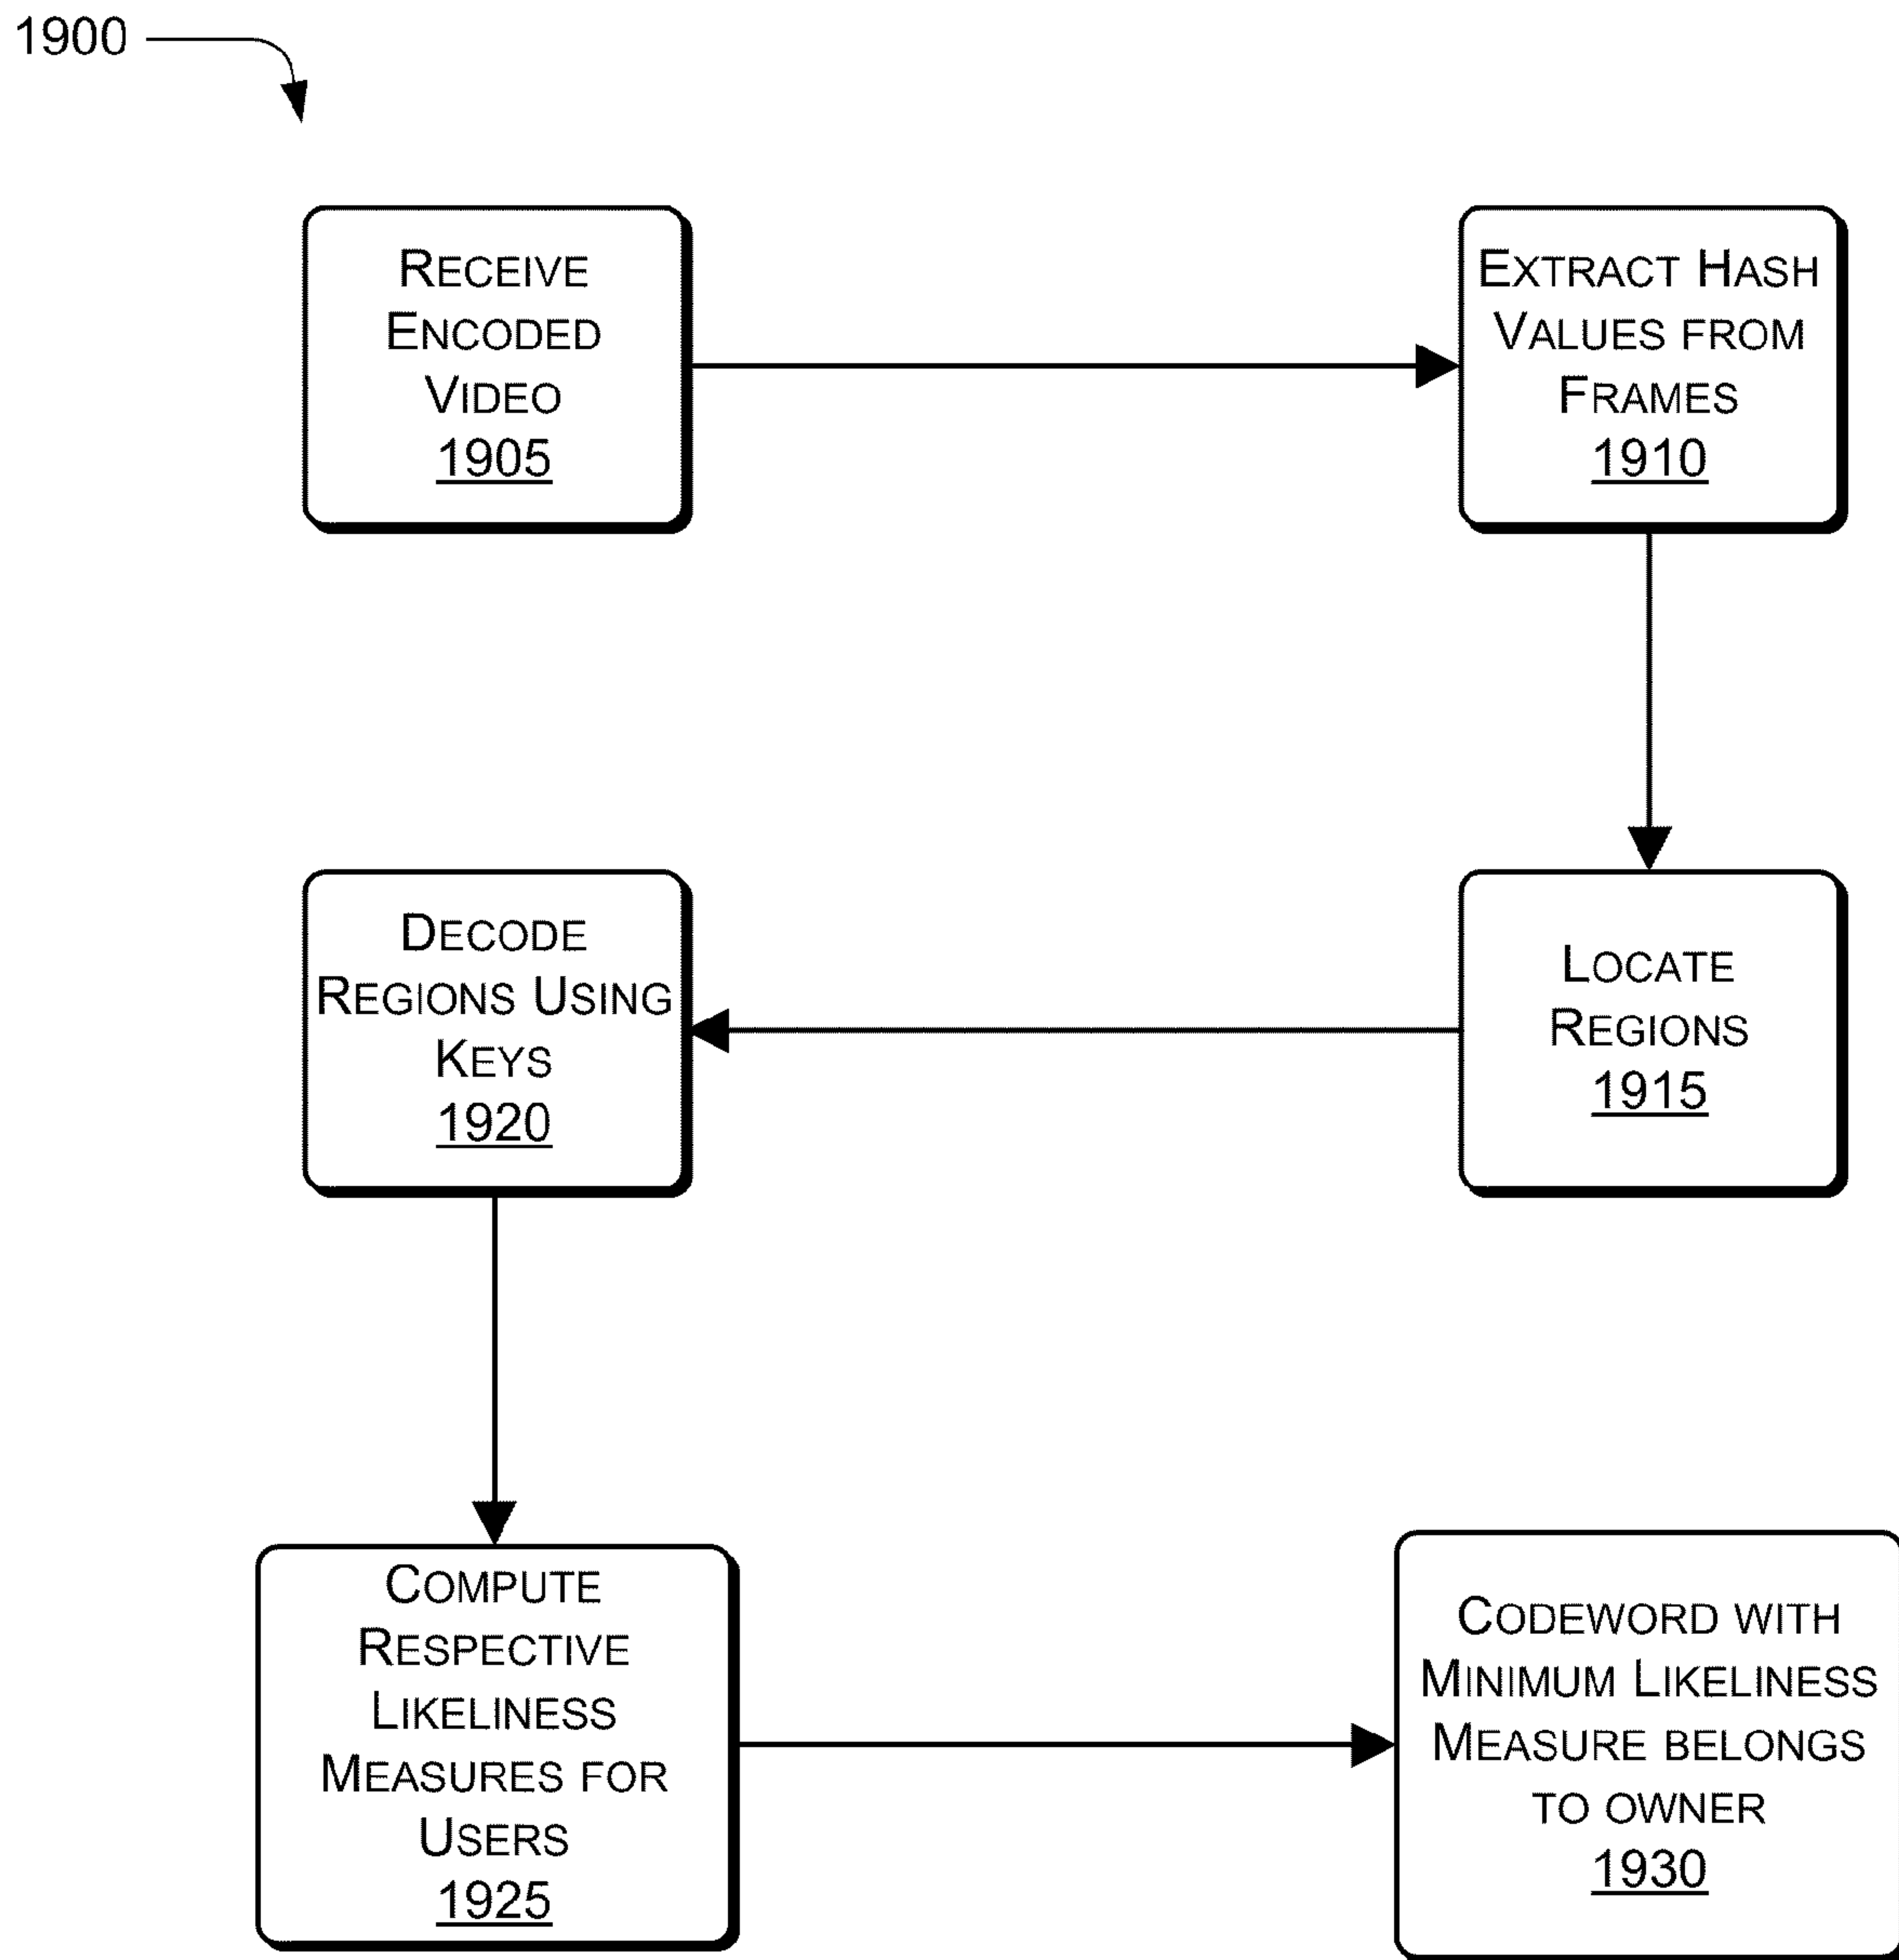 1900
RECEIVE
ENCODED
VIDEO
1905
EXTRACT HASH
VALUES FROM
FRAMES
1910
LOCATE
REGIONS
1915
DECODE
REGIONS USING
KEYS
1920
COMPUTE
RESPECTIVE
LIKELINESS
MEASURES FOR
USERS
1925
CODEWORD WITH
MINIMUM LIKELINESS
MEASURE BELONGS
TO OWNER
1930